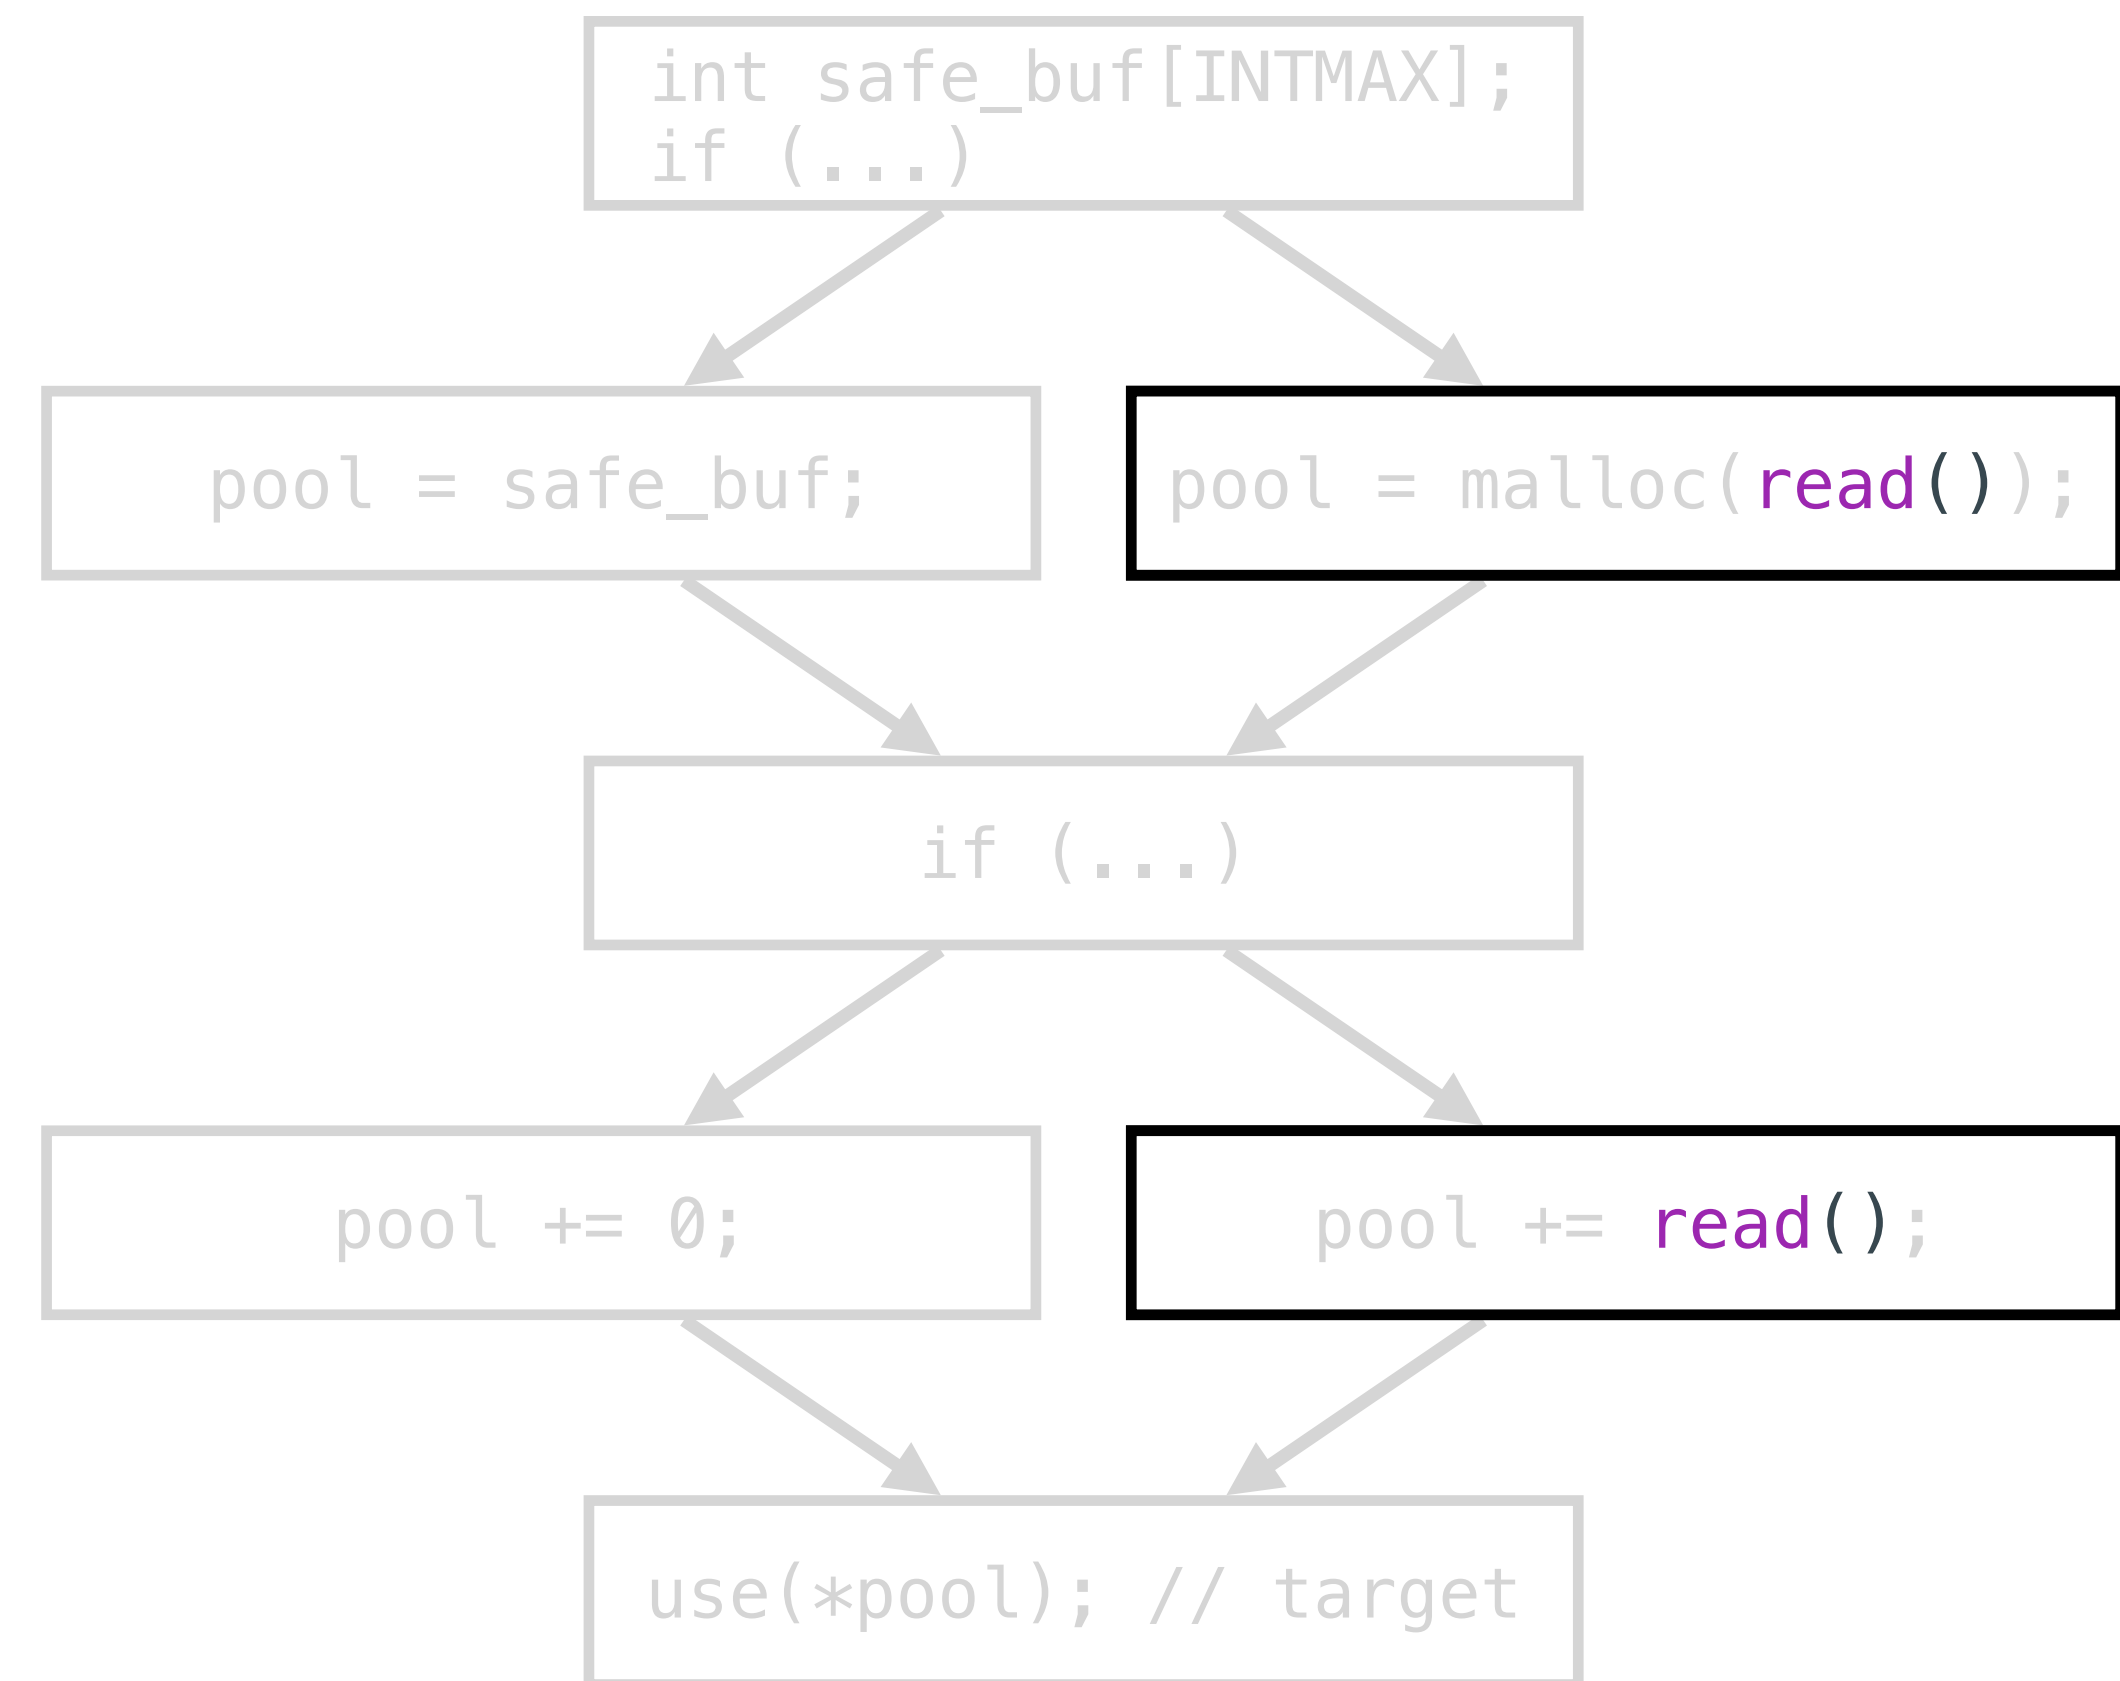 int safe_buf[INTMAX];
if (...)
pool = safe_buf;
pool = malloc(read());
if (...)
pool += 0;
pool += read();
use(*pool); // target